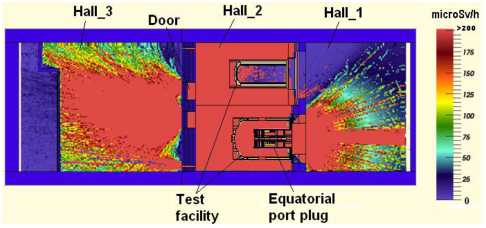 Hall_3
Door
Hall_2
Hall_1
microSv/h
>200
175
150
125
100
75
50
25
0
Test
facility
Equatorial
port plug